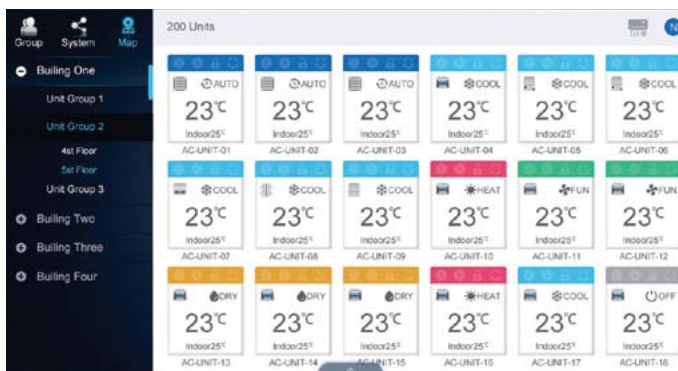 Group System Map
200 Units
N
Builing One
Unit Group 1
Unit Group 2
4st Floor
5st Floor
Unit Group 3
Builing Two
Builing Three
Builing Four
AUTO AUTO AUTO COOL COOL COOL
23°C 23°C 23°C 23°C 23°C 23°C
Indoor25°C Indoor25°C Indoor25°C Indoor25°C Indoor25°C Indoor25°C
AC-UNIT-01 AC-UNIT-02 AC-UNIT-03 AC-UNIT-04 AC-UNIT-05 AC-UNIT-06
COOL COOL COOL HEAT FUN FUN
23°C 23°C 23°C 23°C 23°C 23°C
Indoor25°C Indoor25°C Indoor25°C Indoor25°C Indoor25°C Indoor25°C
AC-UNIT-07 AC-UNIT-08 AC-UNIT-09 AC-UNIT-10 AC-UNIT-11 AC-UNIT-12
DRY DRY DRY HEAT COOL OFF
23°C 23°C 23°C 23°C 23°C 23°C
Indoor25°C Indoor25°C Indoor25°C Indoor25°C Indoor25°C Indoor25°C
AC-UNIT-13 AC-UNIT-14 AC-UNIT-15 AC-UNIT-16 AC-UNIT-17 AC-UNIT-18